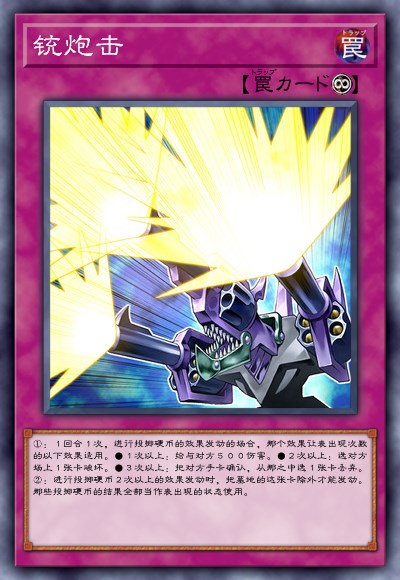 铳炮击
トラップ
罠
トラップ
【罠カード♾】
①：1回合1次，进行投掷硬币的效果发动的场合，那个效果让表出现次数
的以下效果适用。●1次以上：给与对方500伤害。●2次以上：选对方
场上1张卡破坏。●3次以上：把对方手卡确认，从那之中选1张卡丢弃。
②：进行投掷硬币2次以上的效果发动时，把墓地的这张卡除外才能发动。
那些投掷硬币的结果全部当作表出现的状态使用。